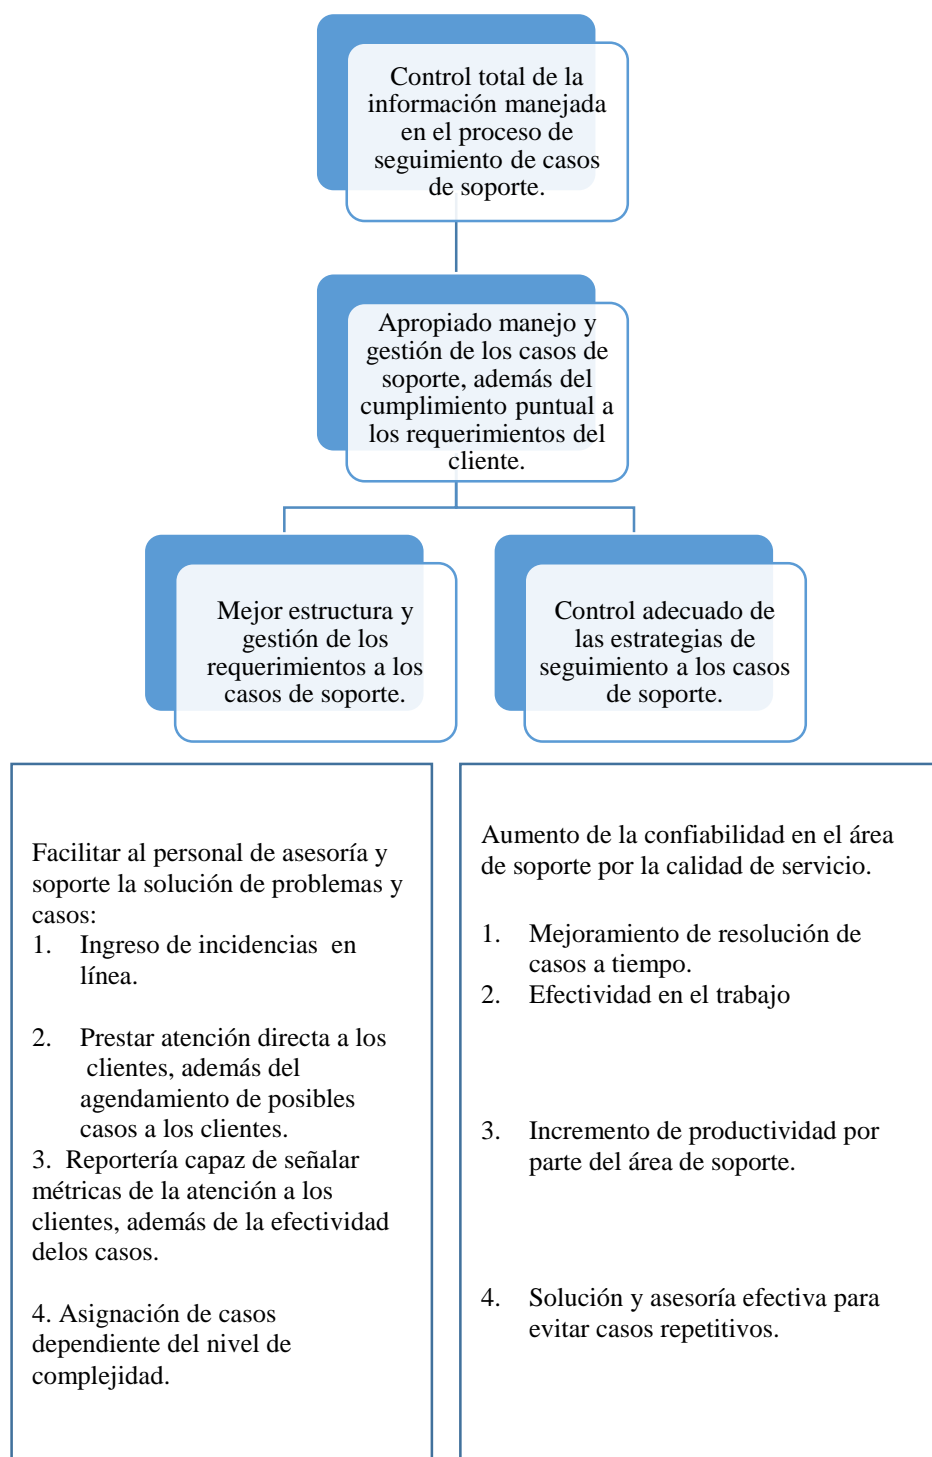 Control total de la
información manejada
en el proceso de
seguimiento de casos
de soporte.
Apropiado manejo y
gestión de los casos de
soporte, además del
cumplimiento puntual a
los requerimientos del
cliente.
Mejor estructura y
gestión de los
requerimientos a los
casos de soporte.
Control adecuado de
las estrategias de
seguimiento a los casos
de soporte.
Facilitar al personal de asesoría y
soporte la solución de problemas y
casos:
1. Ingreso de incidencias en
línea.
2. Prestar atención directa a los
clientes, además del
agendamiento de posibles
casos a los clientes.
3. Reportería capaz de señalar
métricas de la atención a los
clientes, además de la efectividad
delos casos.
4. Asignación de casos
dependiente del nivel de
complejidad.
Aumento de la confiabilidad en el área
de soporte por la calidad de servicio.
1. Mejoramiento de resolución de
casos a tiempo.
2. Efectividad en el trabajo
3. Incremento de productividad por
parte del área de soporte.
4. Solución y asesoría efectiva para
evitar casos repetitivos.